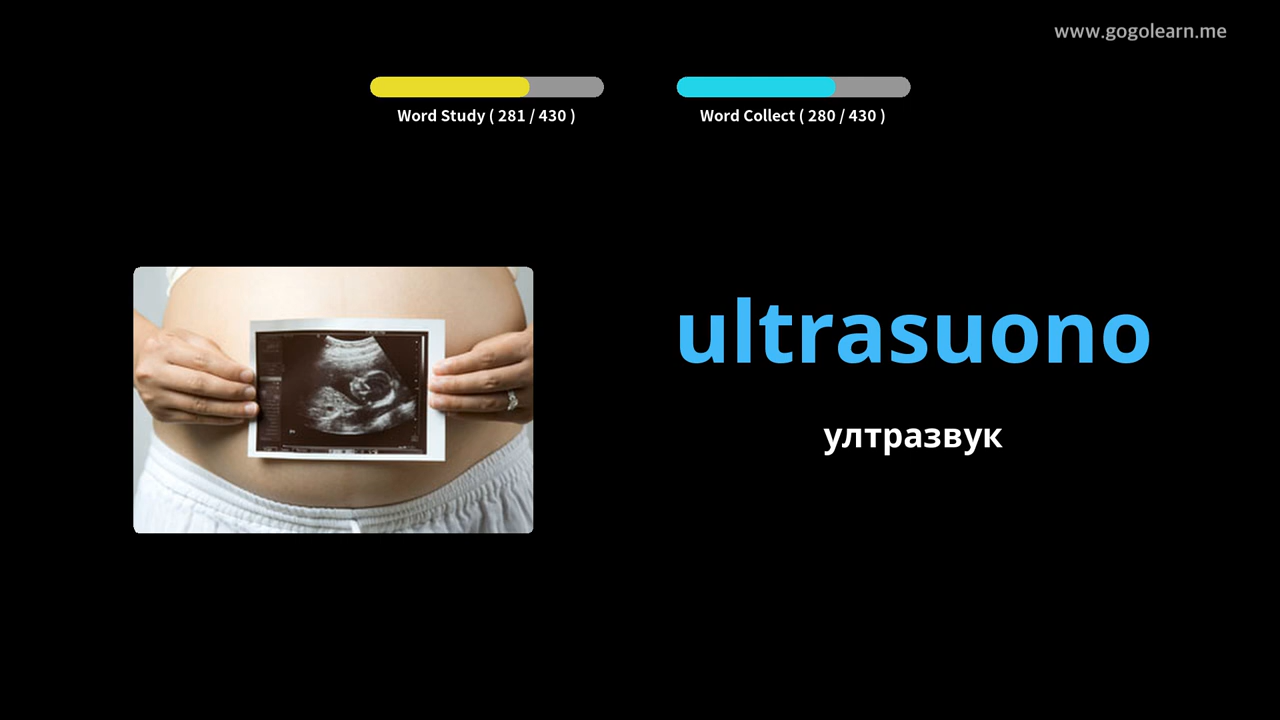 www.gogolearn.me
Word Study ( 281 / 430 )
Word Collect ( 280 / 430 )
ultrasuono
ултразвук